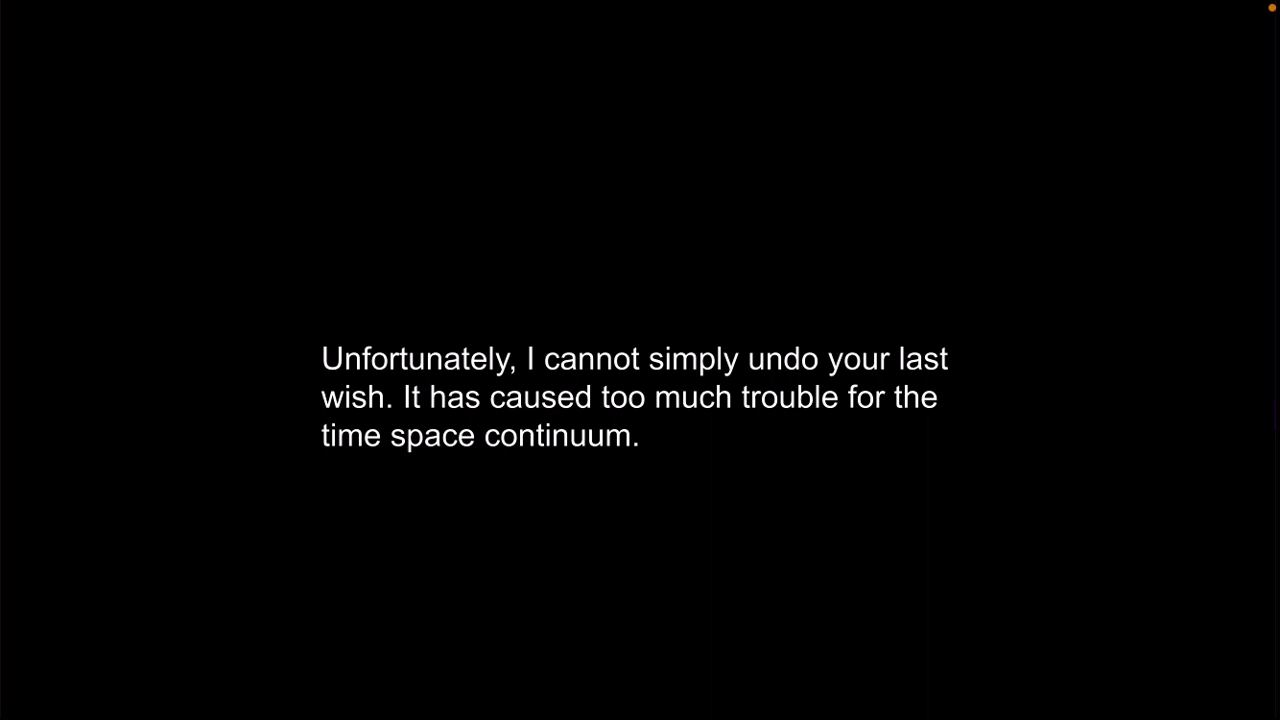 Unfortunately, I cannot simply undo your last
wish. It has caused too much trouble for the
time space continuum.